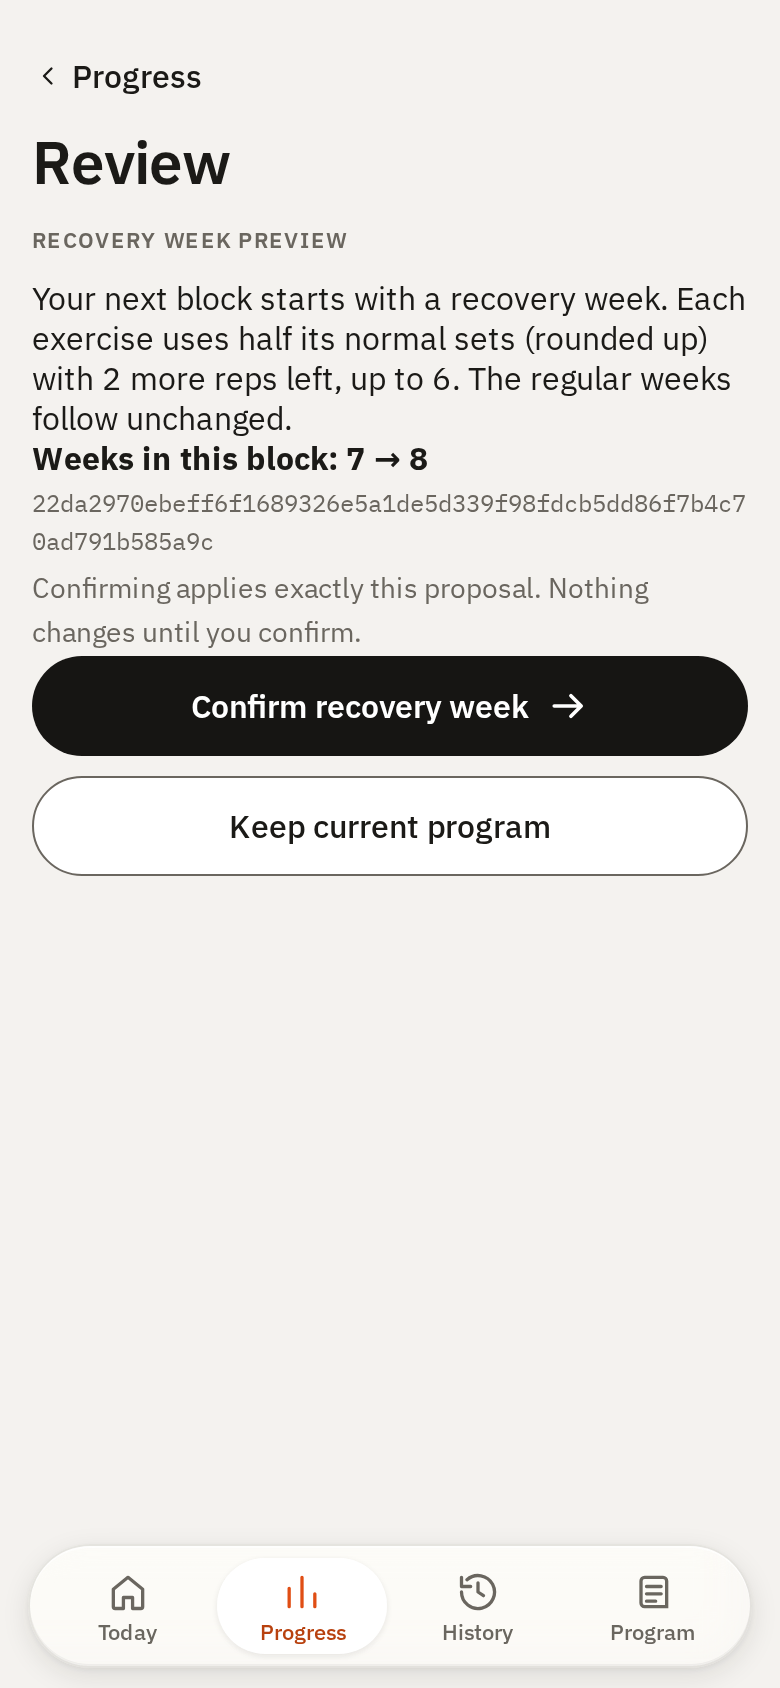 Progress
Review
RECOVERY WEEK PREVIEW
Your next block starts with a recovery week. Each
exercise uses half its normal sets (rounded up)
with 2 more reps left, up to 6. The regular weeks
follow unchanged.
Weeks in this block: 7 → 8
22da2970ebeff6f1689326e5a1de5d339f98fdcb5dd86f7b4c7
0ad791b585a9c
Confirming applies exactly this proposal. Nothing
changes until you confirm.
Confirm recovery week →
Keep current program
Today
Progress
History
Program